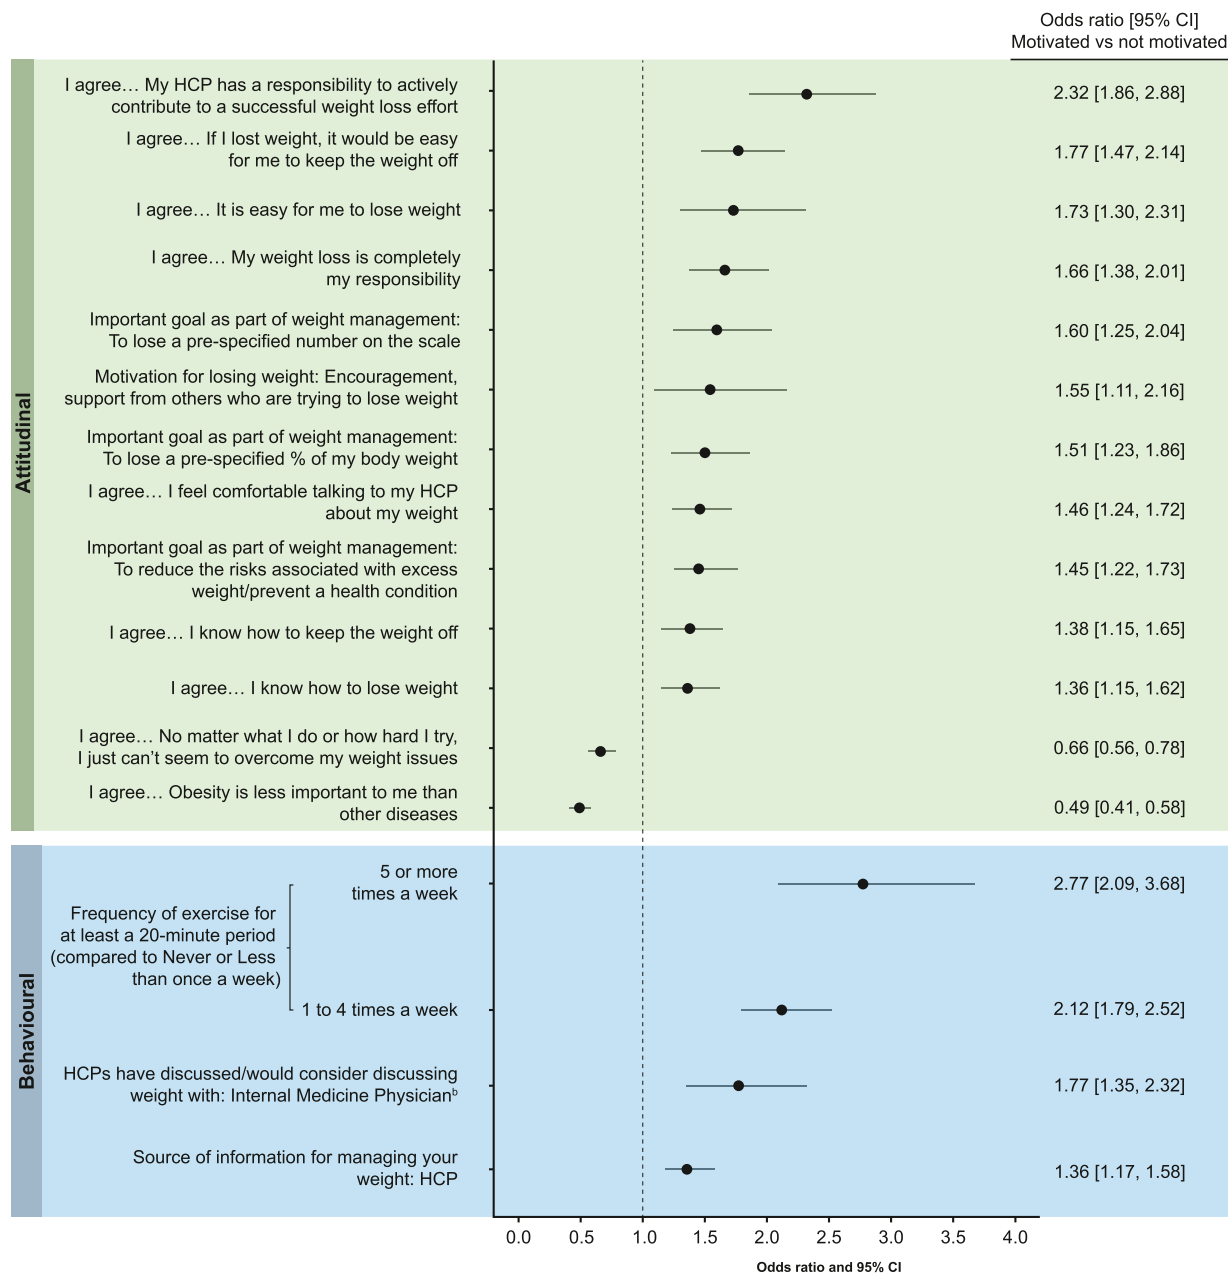 Odds ratio [95% CI]
Motivated vs not motivated
Attitudinal
I agree… My HCP has a responsibility to actively
contribute to a successful weight loss effort
2.32 [1.86, 2.88]
I agree… If I lost weight, it would be easy
for me to keep the weight off
1.77 [1.47, 2.14]
I agree… It is easy for me to lose weight
1.73 [1.30, 2.31]
I agree… My weight loss is completely
my responsibility
1.66 [1.38, 2.01]
Important goal as part of weight management:
To lose a pre-specified number on the scale
1.60 [1.25, 2.04]
Motivation for losing weight: Encouragement,
support from others who are trying to lose weight
1.55 [1.11, 2.16]
Important goal as part of weight management:
To lose a pre-specified % of my body weight
1.51 [1.23, 1.86]
I agree… I feel comfortable talking to my HCP
about my weight
1.46 [1.24, 1.72]
Important goal as part of weight management:
To reduce the risks associated with excess
weight/prevent a health condition
1.45 [1.22, 1.73]
I agree… I know how to keep the weight off
1.38 [1.15, 1.65]
I agree… I know how to lose weight
1.36 [1.15, 1.62]
I agree… No matter what I do or how hard I try,
I just can’t seem to overcome my weight issues
0.66 [0.56, 0.78]
I agree… Obesity is less important to me than
other diseases
0.49 [0.41, 0.58]
Behavioural
Frequency of exercise for
at least a 20-minute period
(compared to Never or Less
than once a week)
5 or more
times a week
2.77 [2.09, 3.68]
1 to 4 times a week
2.12 [1.79, 2.52]
HCPs have discussed/would consider discussing
weight with: Internal Medicine Physicianᵇ
1.77 [1.35, 2.32]
Source of information for managing your
weight: HCP
1.36 [1.17, 1.58]
0.0 0.5 1.0 1.5 2.0 2.5 3.0 3.5 4.0
Odds ratio and 95% CI